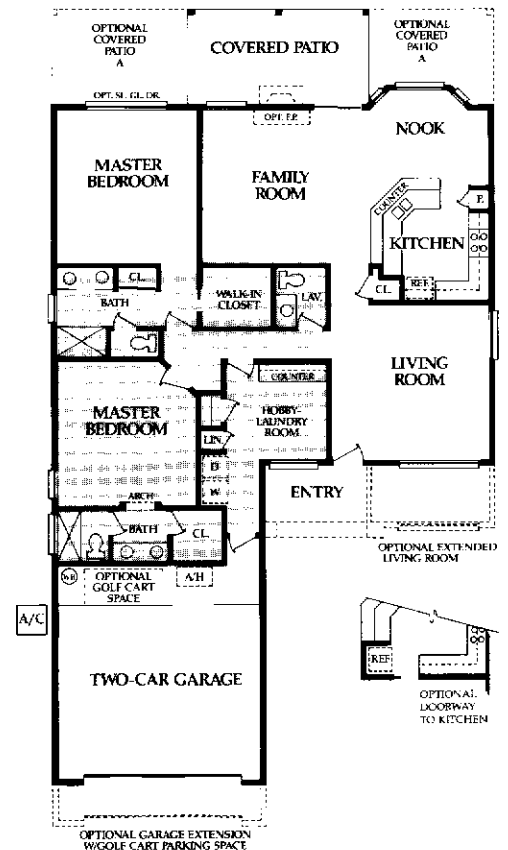 OPTIONAL
COVERED
PATIO
A
COVERED PATIO
OPTIONAL
COVERED
PATIO
A
OPT. SL. GL. DR.
OPT. F.P.
NOOK
MASTER
BEDROOM
FAMILY
ROOM
COUNTER
P.
KITCHEN
REF.
CL.
CL.
BATH
WALK-IN
CLOSET
LAV.
LIVING
ROOM
COUNTER
MASTER
BEDROOM
HOBBY-
LAUNDRY
ROOM
LIN.
D
W
ENTRY
ARCH
BATH
CL.
OPTIONAL EXTENDED
LIVING ROOM
WH
OPTIONAL
GOLF CART
SPACE
A/H
A/C
TWO-CAR GARAGE
REF
OPTIONAL
DOORWAY
TO KITCHEN
OPTIONAL GARAGE EXTENSION
W/GOLF CART PARKING SPACE